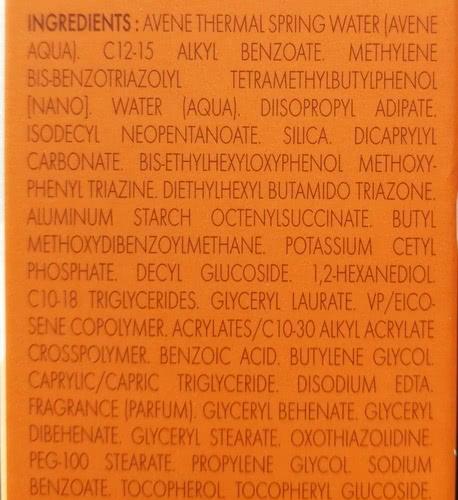 INGREDIENTS : AVENE THERMAL SPRING WATER (AVENE
AQUA). C12-15 ALKYL BENZOATE. METHYLENE
BIS-BENZOTRIAZOLYL TETRAMETHYLBUTYLPHENOL
[NANO]. WATER (AQUA). DIISOPROPYL ADIPATE.
ISODECYL NEOPENTANOATE. SILICA. DICAPRYLYL
CARBONATE. BIS-ETHYLHEXYLOXYPHENOL METHOXY-
PHENYL TRIAZINE. DIETHYLHEXYL BUTAMIDO TRIAZONE.
ALUMINUM STARCH OCTENYLSUCCINATE. BUTYL
METHOXYDIBENZOYLMETHANE. POTASSIUM CETYL
PHOSPHATE. DECYL GLUCOSIDE. 1,2-HEXANEDIOL.
C10-18 TRIGLYCERIDES. GLYCERYL LAURATE. VP/EICO-
SENE COPOLYMER. ACRYLATES/C10-30 ALKYL ACRYLATE
CROSSPOLYMER. BENZOIC ACID. BUTYLENE GLYCOL.
CAPRYLIC/CAPRIC TRIGLYCERIDE. DISODIUM EDTA.
FRAGRANCE (PARFUM). GLYCERYL BEHENATE. GLYCERYL
DIBEHENATE. GLYCERYL STEARATE. OXOTHIAZOLIDINE.
PEG-100 STEARATE. PROPYLENE GLYCOL. SODIUM
BENZOATE. TOCOPHEROL. TOCOPHERYL GLUCOSIDE.